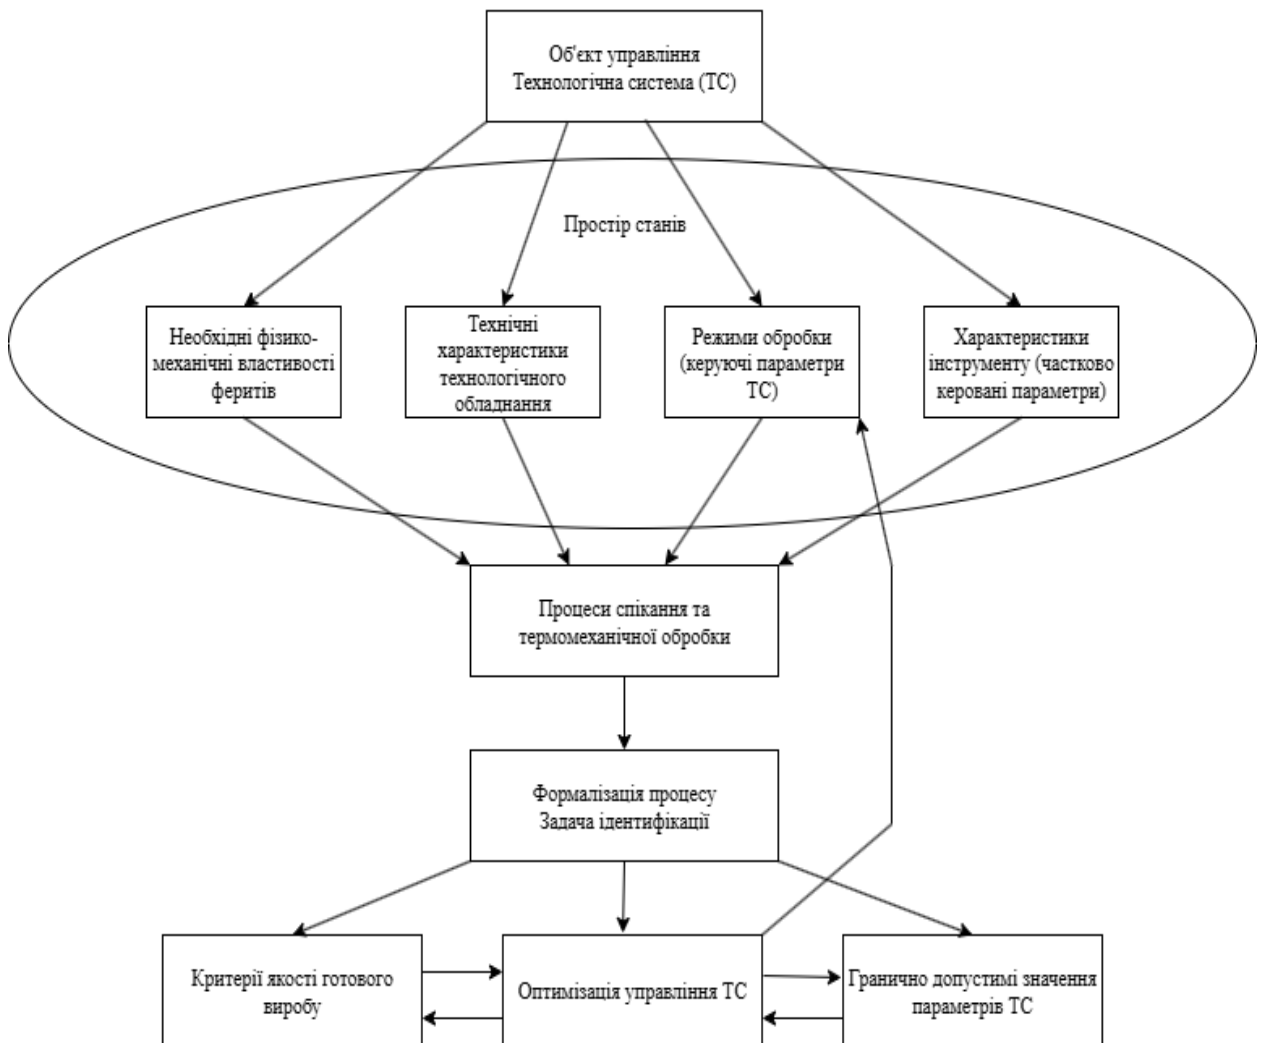 Об'єкт управління
Технологічна система (ТС)
Простір станів
Необхідні фізико-
механічні властивості
феритів
Технічні
характеристики
технологічного
обладнання
Режими обробки
(керуючі параметри
ТС)
Характеристики
інструменту (частково
керовані параметри)
Процеси спікання та
термомеханічної обробки
Формалізація процесу
Задача ідентифікації
Критерії якості готового
виробу
Оптимізація управління ТС
Гранично допустимі значення
параметрів ТС